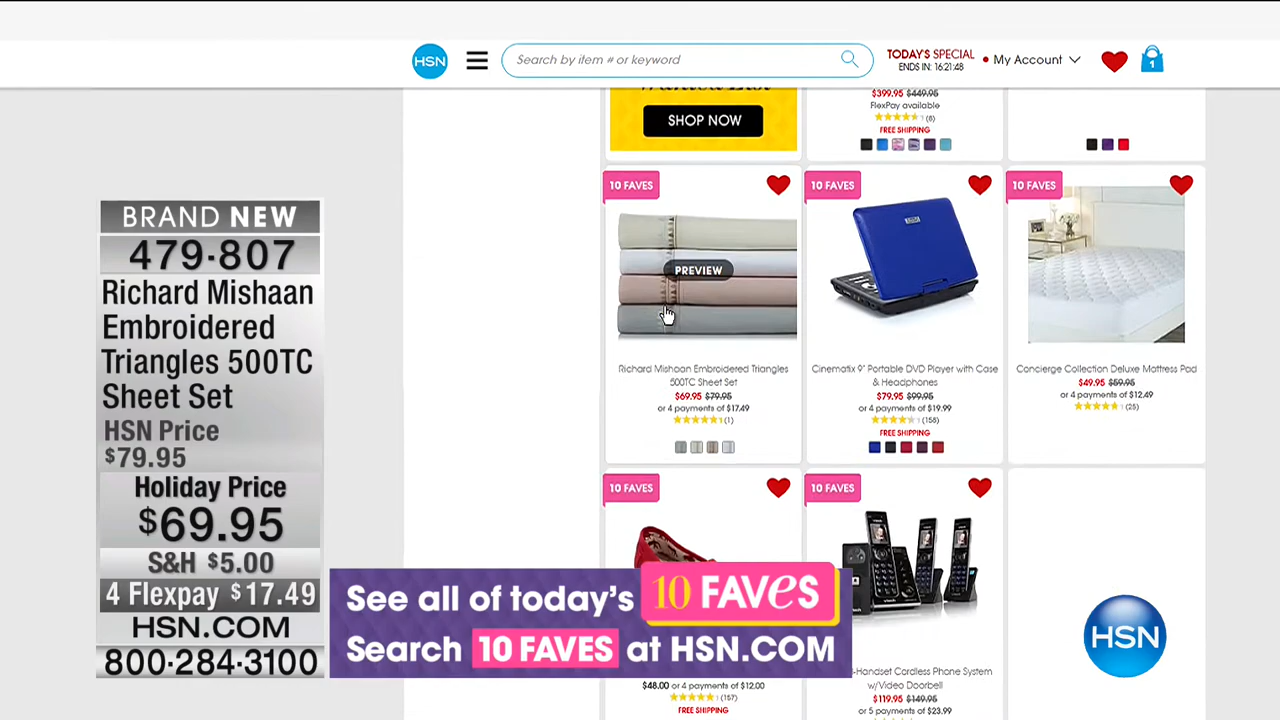 HSN
Search by item # or keyword
TODAY'S SPECIAL
ENDS IN: 16:21:48
My Account
1
SHOP NOW
$399.95 $449.95
FlexPay available
(6)
FREE SHIPPING
BRAND NEW
479-807
Richard Mishaan
Embroidered
Triangles 500TC
Sheet Set
HSN Price
$79.95
Holiday Price
$69.95
S&H $5.00
4 Flexpay $17.49
HSN.COM
800-284-3100
10 FAVES
PREVIEW
Richard Mishaan Embroidered Triangles
500TC Sheet Set
$69.95 $79.95
or 4 payments of $17.49
(1)
10 FAVES
Cinematix 9" Portable DVD Player with Case
& Headphones
$79.95 $99.95
or 4 payments of $19.99
(158)
FREE SHIPPING
10 FAVES
Concierge Collection Deluxe Mattress Pad
$49.95 $59.95
or 4 payments of $12.49
(25)
10 FAVES
$48.00 or 4 payments of $12.00
(157)
FREE SHIPPING
10 FAVES
-Handset Cordless Phone System
w/Video Doorbell
$119.95 $149.95
or 5 payments of $23.99
See all of today's 10 FAVES
Search 10 FAVES at HSN.COM
HSN